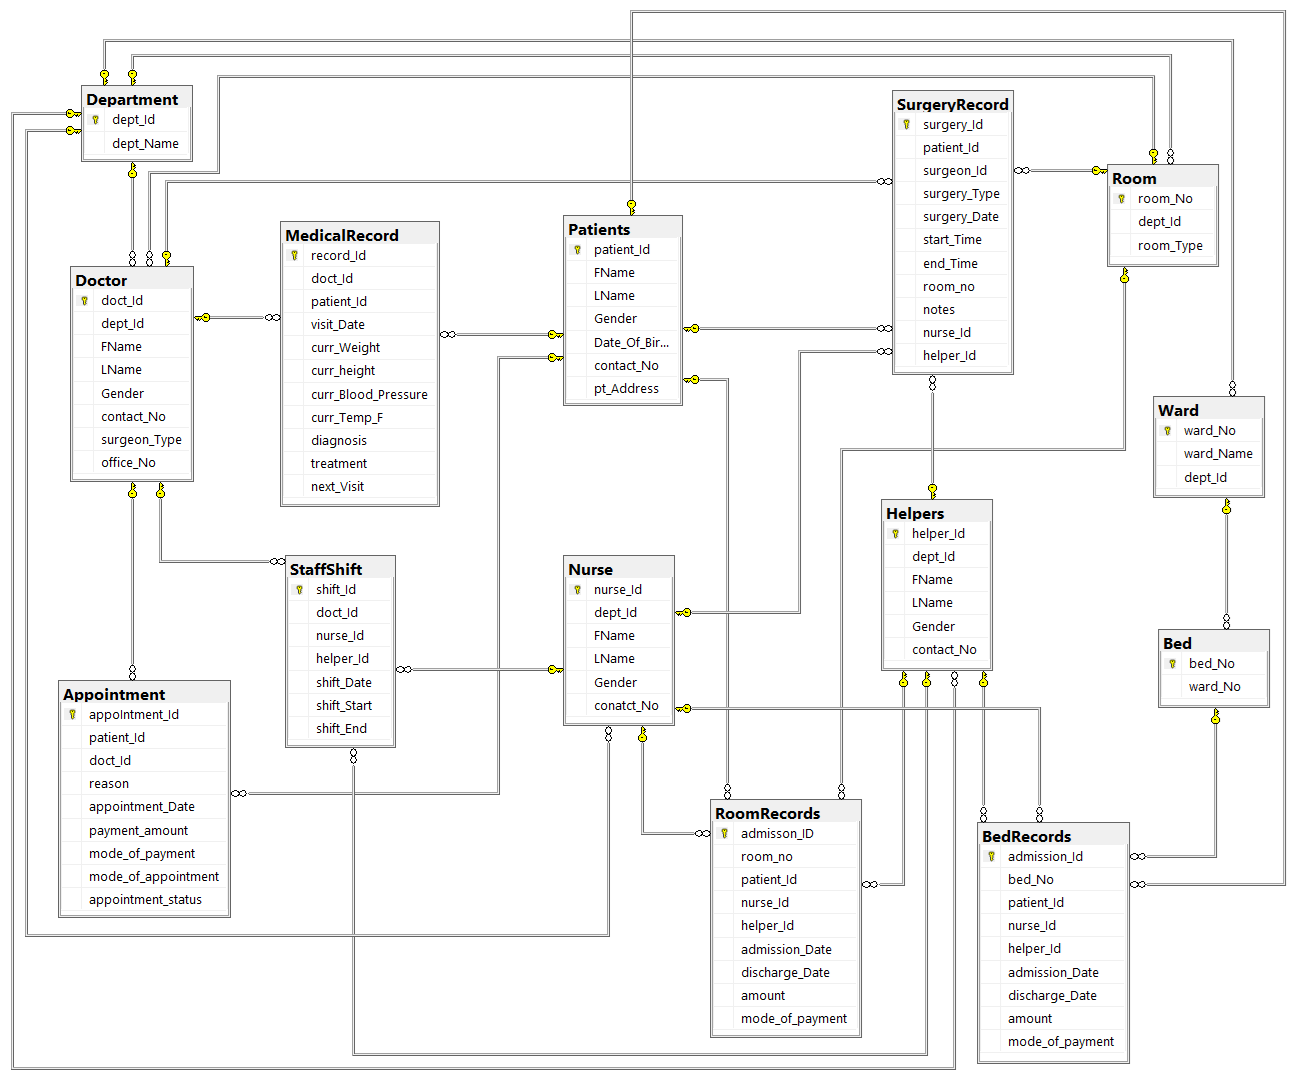 Department
dept_Id
dept_Name
SurgeryRecord
surgery_Id
patient_Id
surgeon_Id
surgery_Type
surgery_Date
start_Time
end_Time
room_no
notes
nurse_Id
helper_Id
Room
room_No
dept_Id
room_Type
MedicalRecord
record_Id
doct_Id
patient_Id
visit_Date
curr_Weight
curr_height
curr_Blood_Pressure
curr_Temp_F
diagnosis
treatment
next_Visit
Patients
patient_Id
FName
LName
Gender
Date_Of_Bir...
contact_No
pt_Address
Doctor
doct_Id
dept_Id
FName
LName
Gender
contact_No
surgeon_Type
office_No
Ward
ward_No
ward_Name
dept_Id
Helpers
helper_Id
dept_Id
FName
LName
Gender
contact_No
StaffShift
shift_Id
doct_Id
nurse_Id
helper_Id
shift_Date
shift_Start
shift_End
Nurse
nurse_Id
dept_Id
FName
LName
Gender
conatct_No
Bed
bed_No
ward_No
Appointment
appoIntment_Id
patient_Id
doct_Id
reason
appointment_Date
payment_amount
mode_of_payment
mode_of_appointment
appointment_status
RoomRecords
admisson_ID
room_no
patient_Id
nurse_Id
helper_Id
admission_Date
discharge_Date
amount
mode_of_payment
BedRecords
admission_Id
bed_No
patient_Id
nurse_Id
helper_Id
admission_Date
discharge_Date
amount
mode_of_payment